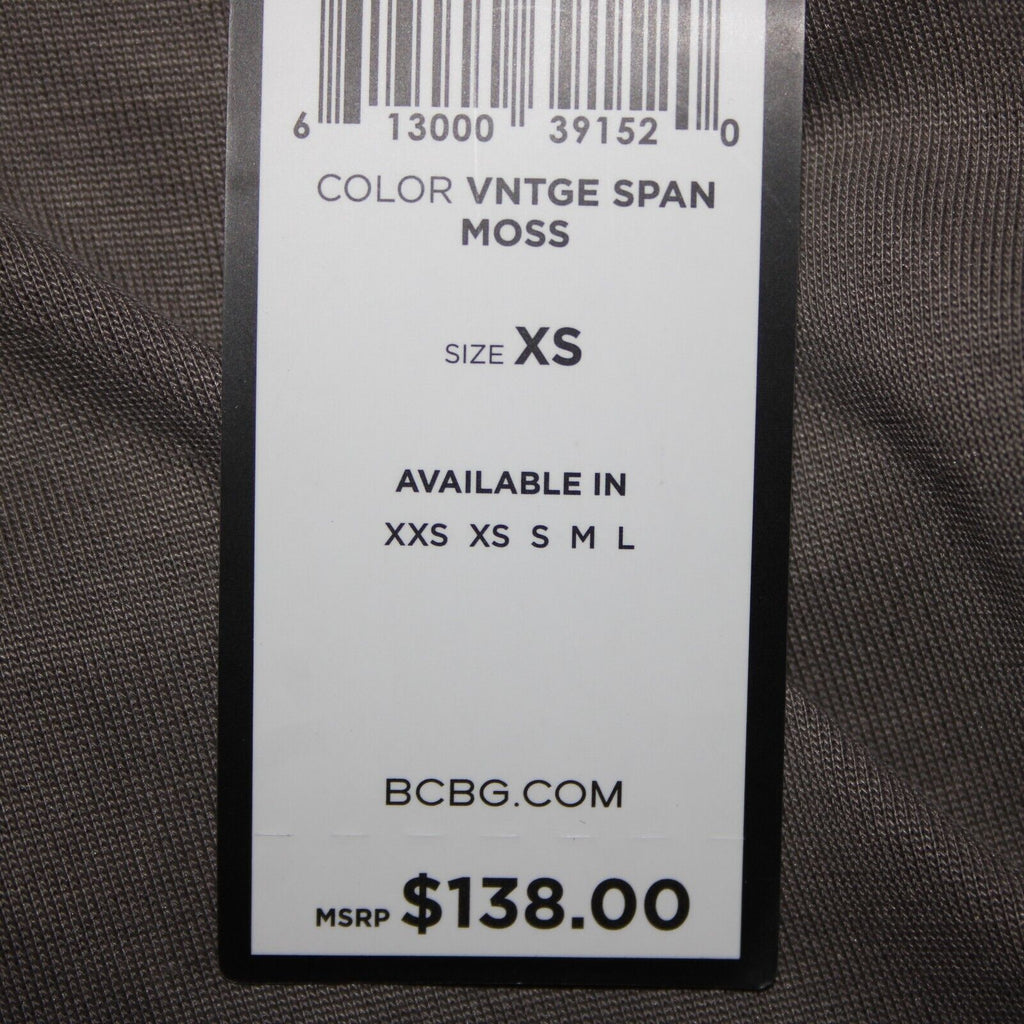 6 13000 39152 0
COLOR VNTGE SPAN
MOSS
SIZE XS
AVAILABLE IN
XXS XS S M L
BCBG.COM
MSRP $138.00